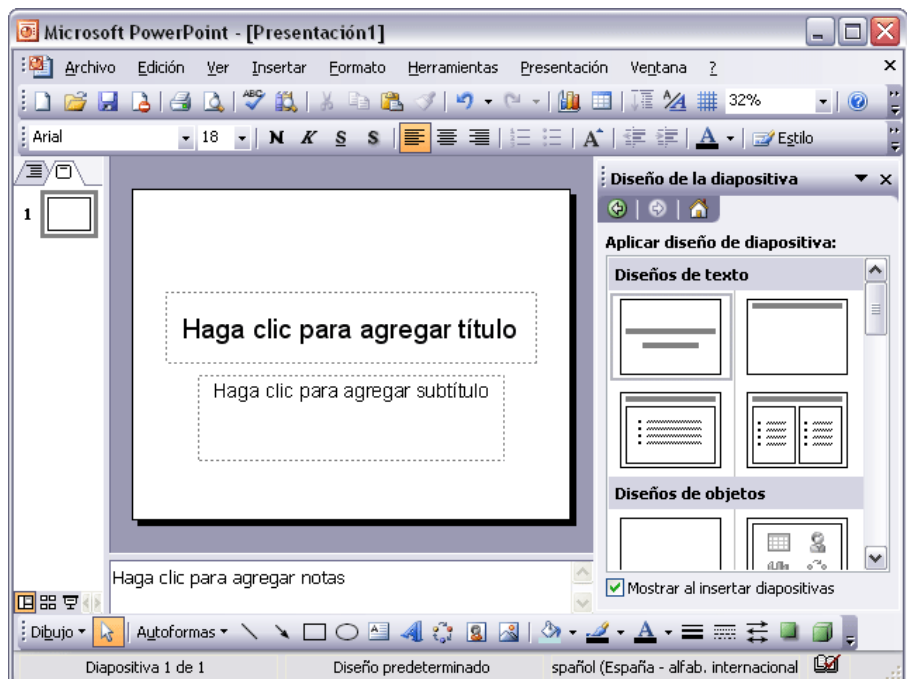 Microsoft PowerPoint - [Presentación1]
Archivo Edición Ver Insertar Formato Herramientas Presentación Ventana ?
ABC 32%
Arial 18 N K S S A A Estilo
1
Diseño de la diapositiva
Aplicar diseño de diapositiva:
Diseños de texto
Haga clic para agregar título
Haga clic para agregar subtítulo
Diseños de objetos
Haga clic para agregar notas
Mostrar al insertar diapositivas
Dibujo Autoformas A A A
Diapositiva 1 de 1 Diseño predeterminado spañol (España - alfab. internacional